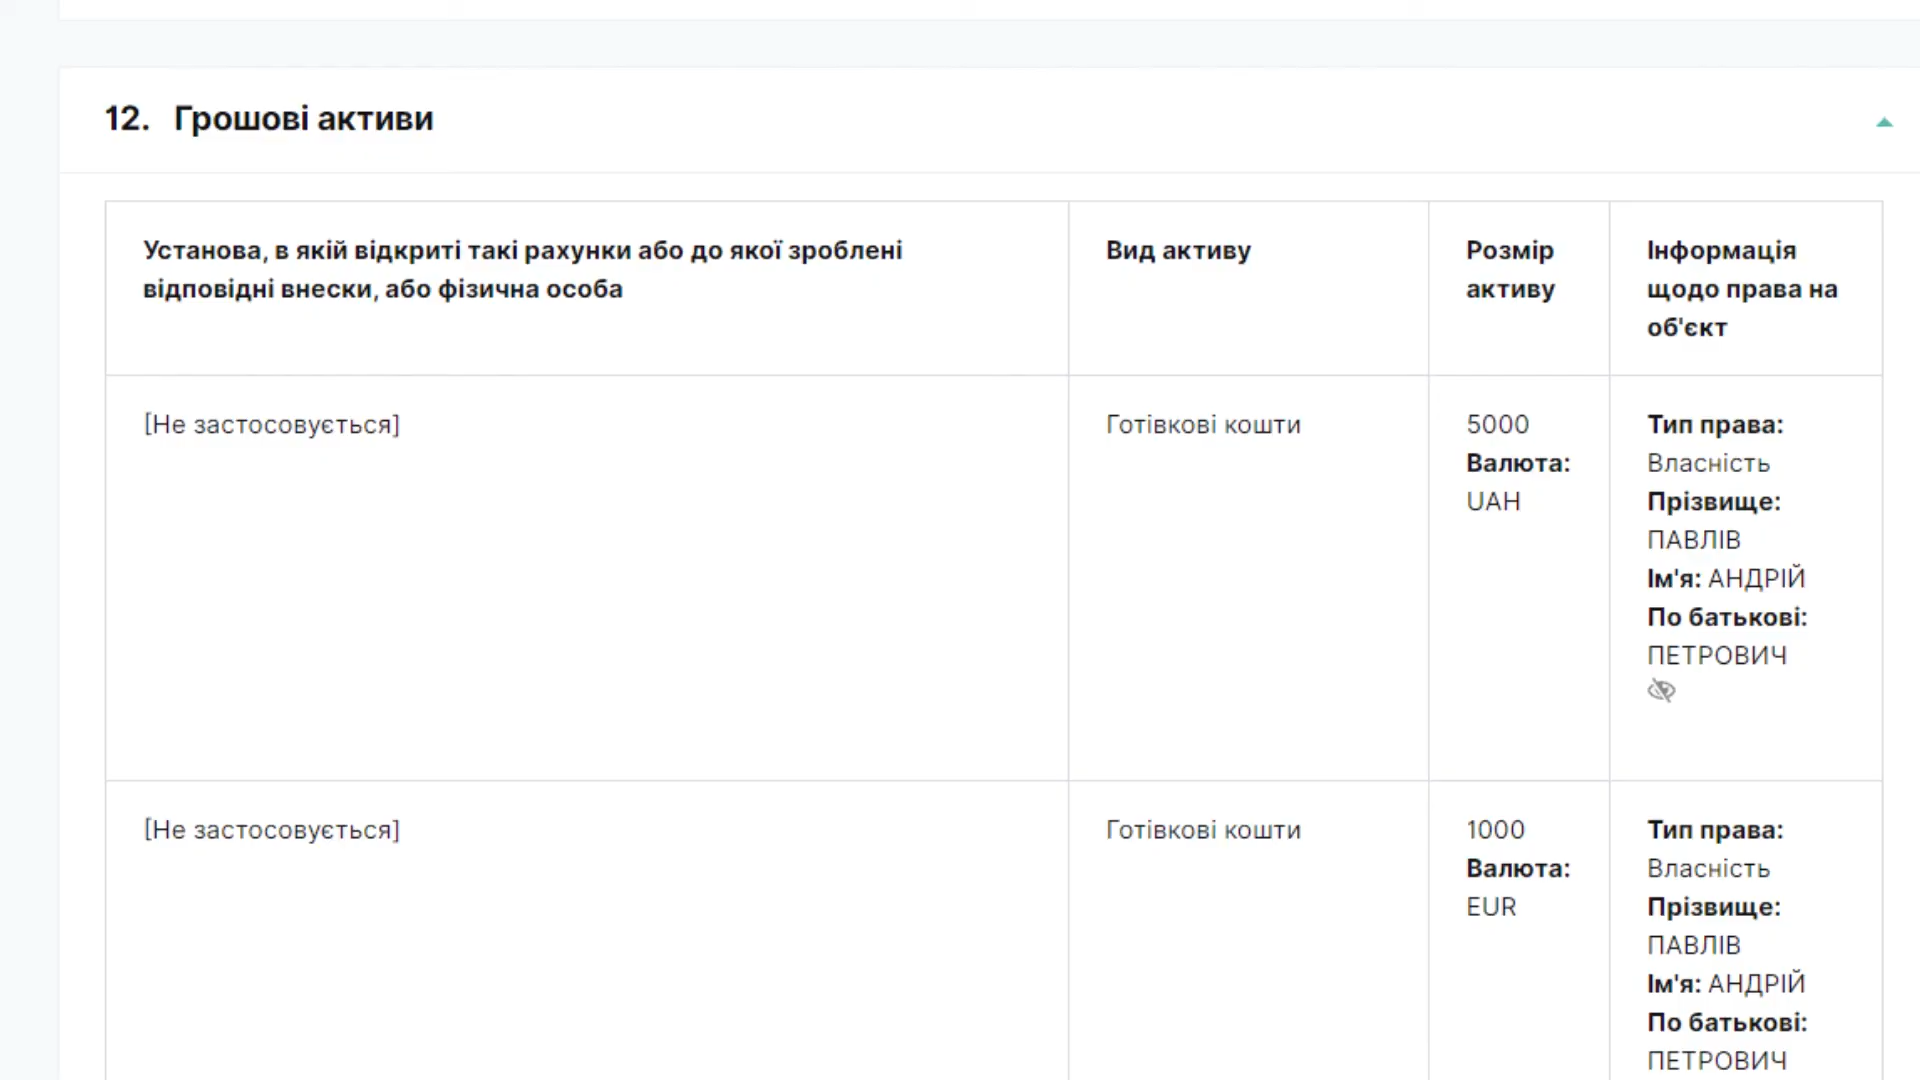 12. Грошові активи
Установа, в якій відкриті такі рахунки або до якої зроблені
відповідні внески, або фізична особа
Вид активу
Розмір
активу
Інформація
щодо права на
об'єкт
[Не застосовується]
Готівкові кошти
5000
Валюта:
UAH
Тип права:
Власність
Прізвище:
ПАВЛІВ
Ім'я: АНДРІЙ
По батькові:
ПЕТРОВИЧ
[Не застосовується]
Готівкові кошти
1000
Валюта:
EUR
Тип права:
Власність
Прізвище:
ПАВЛІВ
Ім'я: АНДРІЙ
По батькові:
ПЕТРОВИЧ